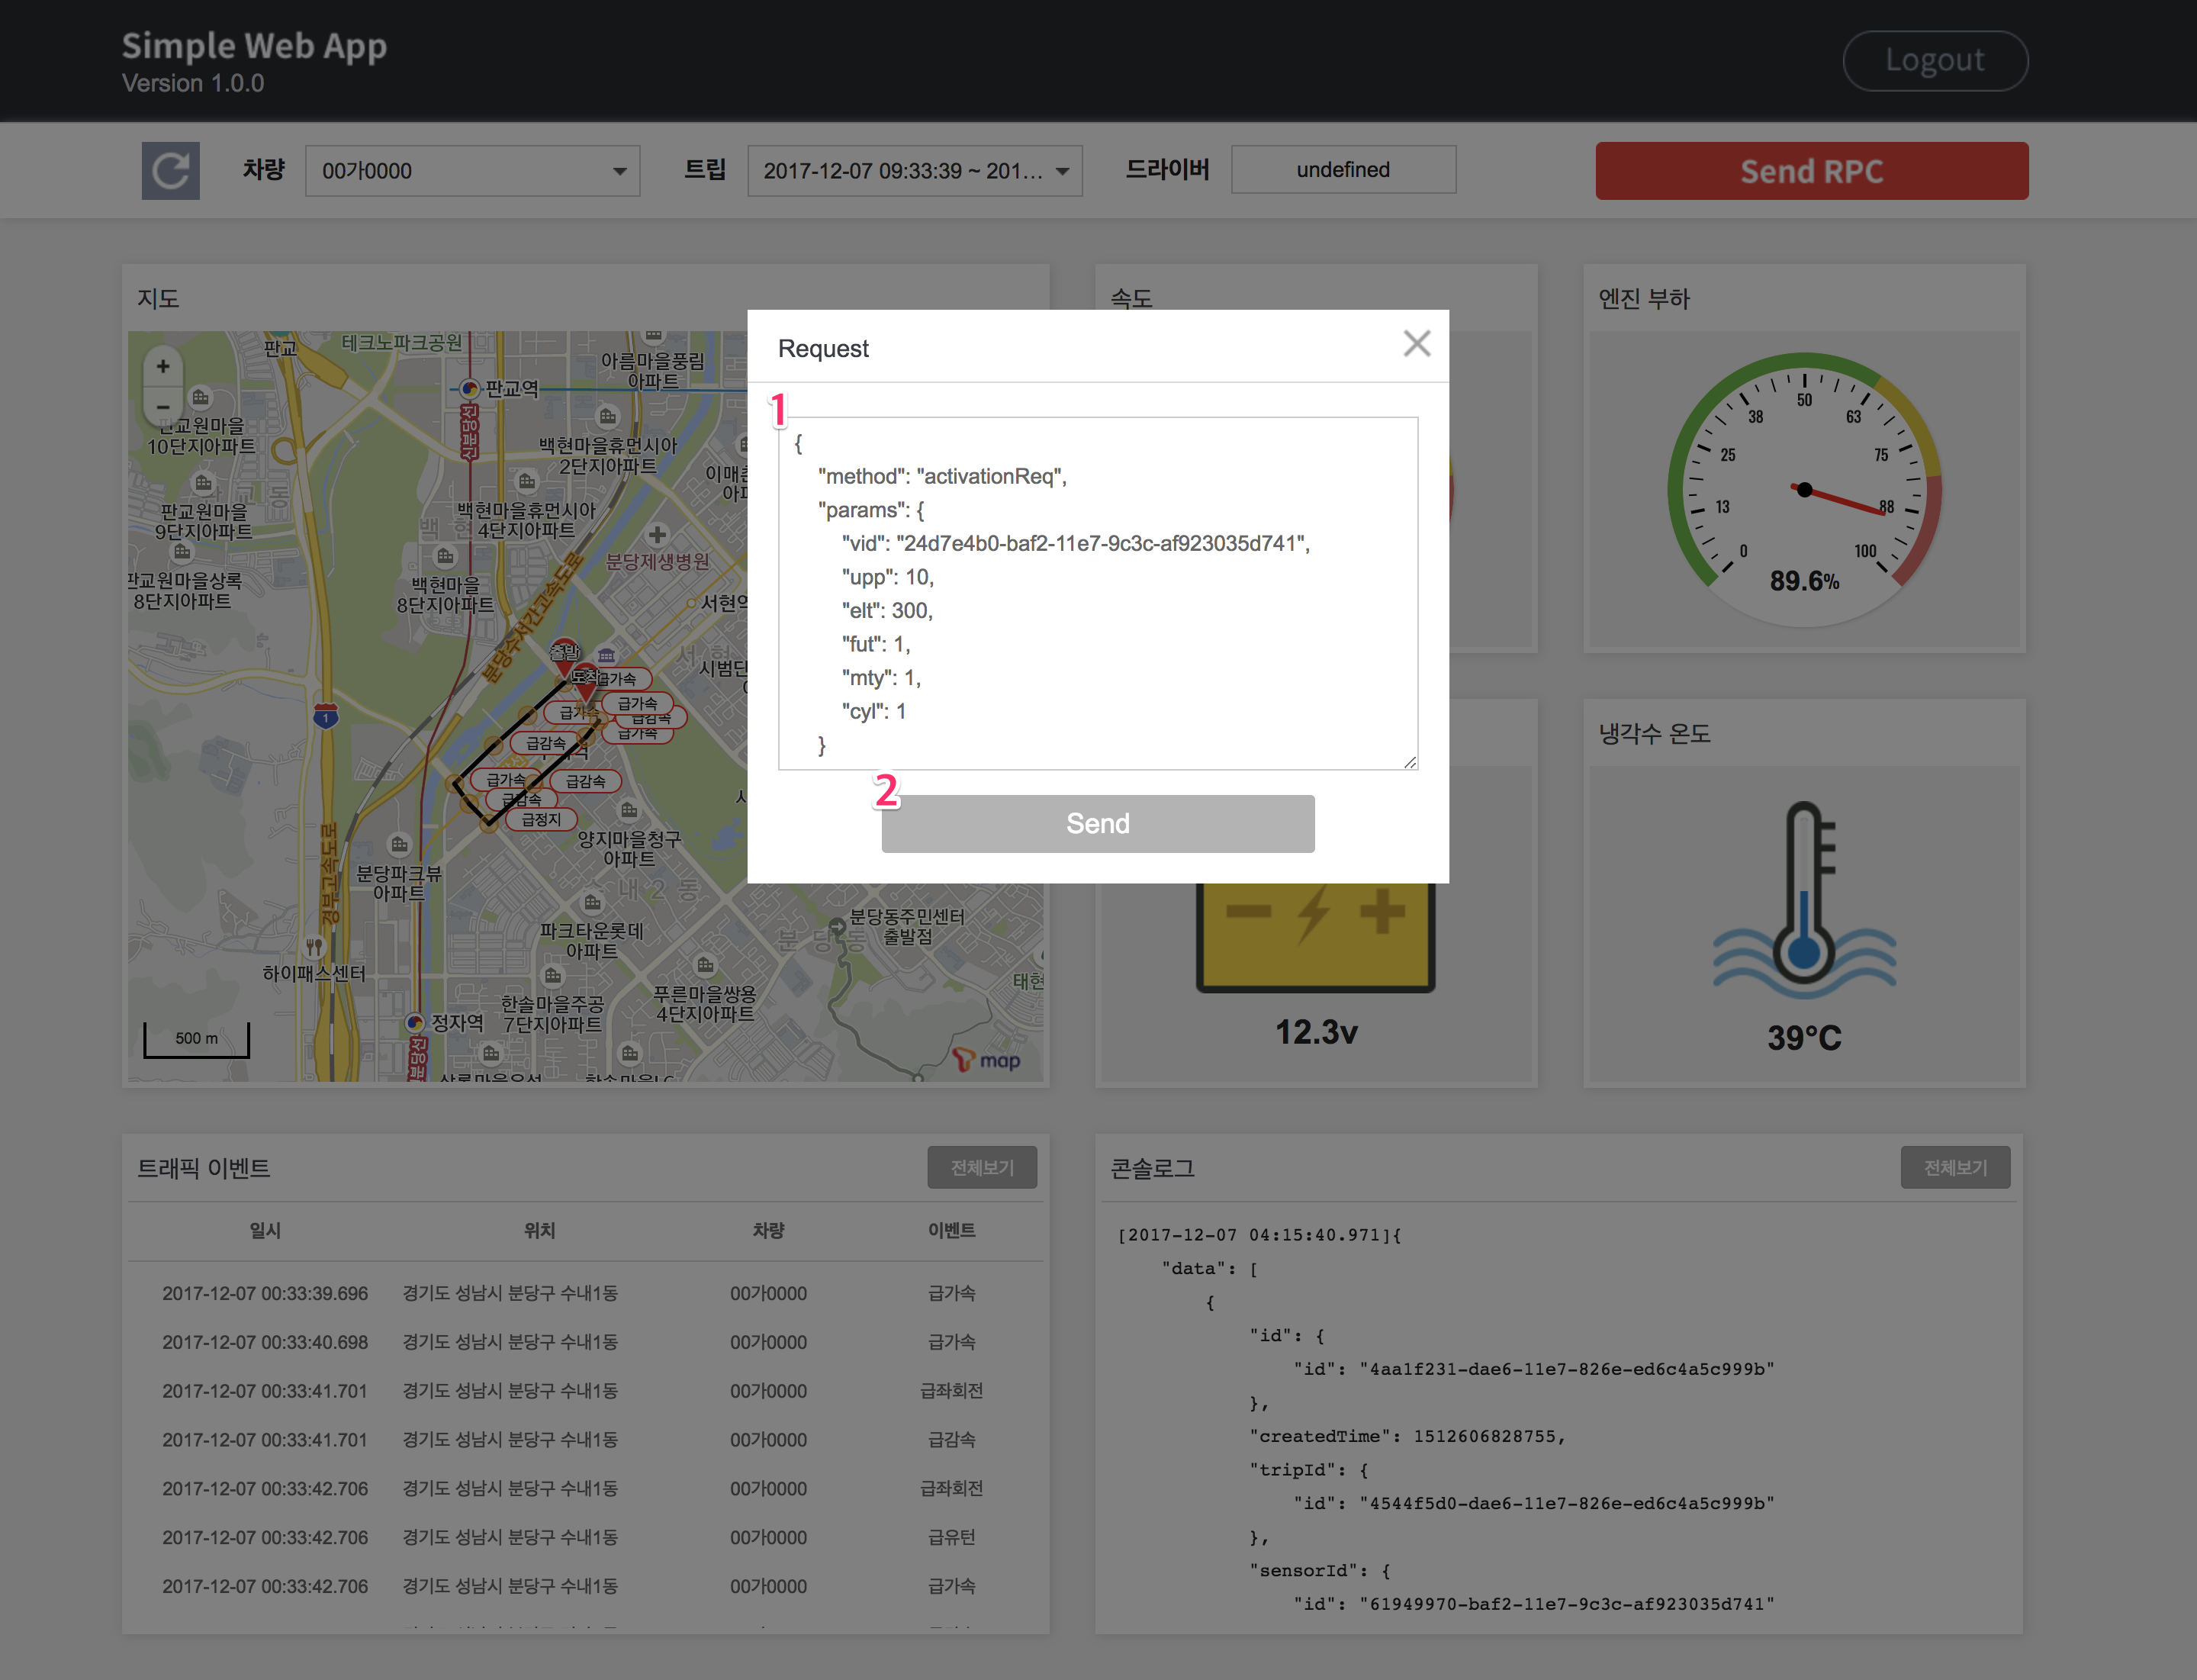 Simple Web App
Version 1.0.0
Logout
차량
00가0000
트립
2017-12-07 09:33:39 ~ 201...
드라이버
undefined
Send RPC
지도
속도
엔진 부하
Request
1
{
"method": "activationReq",
"params": {
"vid": "24d7e4b0-baf2-11e7-9c3c-af923035d741",
"upp": 10,
"elt": 300,
"fut": 1,
"mty": 1,
"cyl": 1
}
2
Send
+
−
판교
테크노파크공원
아름마을풍림
아파트
판교역
신분당선
판교원마을
10단지아파트
백현마을휴먼시아
2단지아파트
판교원마을
9단지아파트
백현마을휴먼시아
4단지아파트
분당제생병원
판교원마을상록
8단지아파트
백현마을
8단지아파트
분당수서간고속도로
출발
도착
급가속
급가속
급가속
급감속
급가속
급감속
급가속
급감속
급감속
급정지
1
양지마을청구
아파트
분당파크뷰
아파트
경부고속도로
내2동
파크타운롯데
아파트
분당동주민센터
출발점
분당동
하이패스센터
한솔마을주공
7단지아파트
푸른마을쌍용
4단지아파트
정자역
500 m
map
0
13
25
38
50
63
75
88
100
89.6%
12.3v
냉각수 온도
39°C
트래픽 이벤트
전체보기
일시 위치 차량 이벤트
2017-12-07 00:33:39.696 경기도 성남시 분당구 수내1동 00가0000 급가속
2017-12-07 00:33:40.698 경기도 성남시 분당구 수내1동 00가0000 급가속
2017-12-07 00:33:41.701 경기도 성남시 분당구 수내1동 00가0000 급좌회전
2017-12-07 00:33:41.701 경기도 성남시 분당구 수내1동 00가0000 급감속
2017-12-07 00:33:42.706 경기도 성남시 분당구 수내1동 00가0000 급좌회전
2017-12-07 00:33:42.706 경기도 성남시 분당구 수내1동 00가0000 급유턴
2017-12-07 00:33:42.706 경기도 성남시 분당구 수내1동 00가0000 급가속
콘솔로그
전체보기
[2017-12-07 04:15:40.971]{
"data": [
{
"id": {
"id": "4aa1f231-dae6-11e7-826e-ed6c4a5c999b"
},
"createdTime": 1512606828755,
"tripId": {
"id": "4544f5d0-dae6-11e7-826e-ed6c4a5c999b"
},
"sensorId": {
"id": "61949970-baf2-11e7-9c3c-af923035d741"